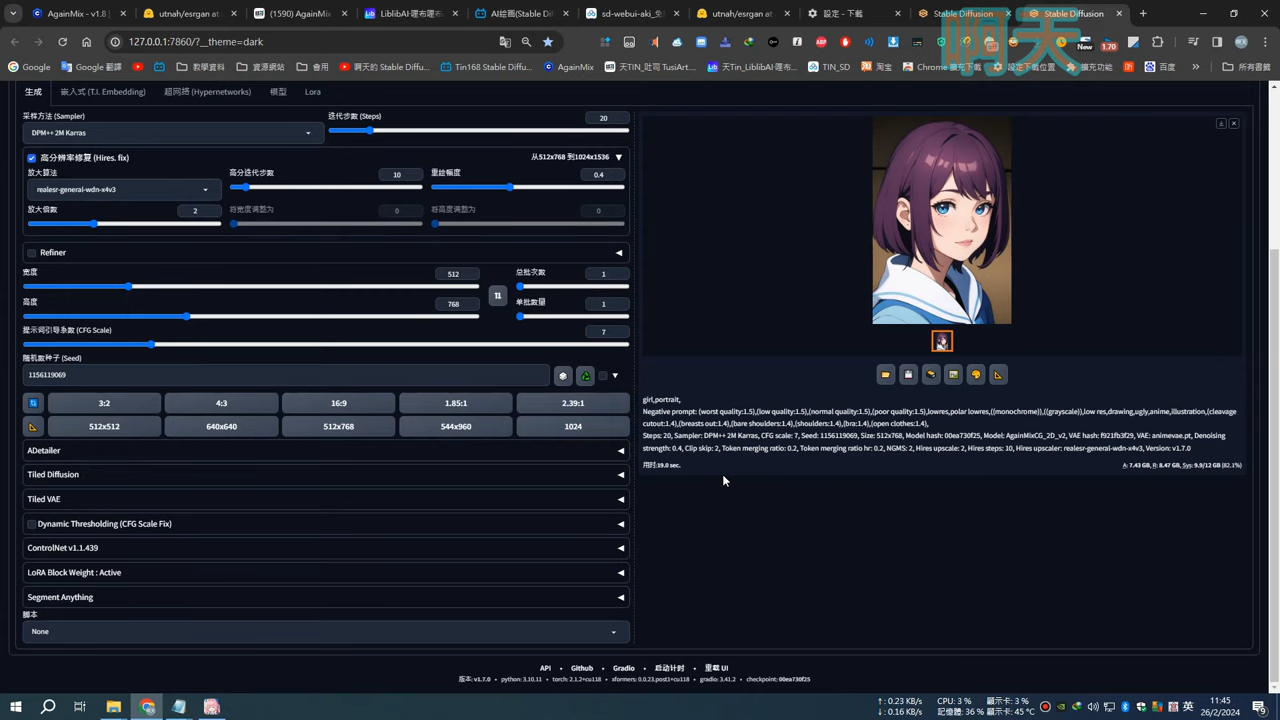 AgainMix - U
utnah/esrgan at
AgainMix - U
LiblibAI·哩布哩布
AI绘画(Stable D
sd-webui-aki_免
utnah/esrgan at
設定 - 下載
Stable Diffusion
Stable Diffusion
127.0.0.1:7860/?__theme=dark
New
1.70
啊天
Google
Google 翻譯
教學資料
会用
啊天的 Stable Diffu...
Tin168 Stable Diff...
AgainMix
天TIN_吐司 TusiArt...
天Tin_LiblibAI·哩布...
TIN_SD
淘宝
Chrome 擴充下載
設定下載位置
擴充功能
百度
所有書籤
生成
嵌入式 (T.I. Embedding)
超网络 (Hypernetworks)
模型
Lora
采样方法 (Sampler)
迭代步数 (Steps)
20
DPM++ 2M Karras
高分辨率修复 (Hires. fix)
从512x768 到1024x1536
放大算法
高分迭代步数
10
重绘幅度
0.4
realesr-general-wdn-x4v3
放大倍数
2
将宽度调整为
0
将高度调整为
0
Refiner
宽度
512
总批次数
1
高度
768
单批数量
1
提示词引导系数 (CFG Scale)
7
随机数种子 (Seed)
1156119069
3:2
4:3
16:9
1.85:1
2.39:1
512x512
640x640
512x768
544x960
1024
ADetailer
Tiled Diffusion
Tiled VAE
Dynamic Thresholding (CFG Scale Fix)
ControlNet v1.1.439
LoRA Block Weight : Active
Segment Anything
脚本
None
girl,portrait,
Negative prompt: (worst quality:1.5),(low quality:1.5),(normal quality:1.5),(poor quality:1.5),lowres,polar lowres,((monochrome)),((grayscale)),low res,drawing,ugly,anime,illustration,(cleavage
cutout:1.4),(breasts out:1.4),(bare shoulders:1.4),(shoulders:1.4),(bra:1.4),(open clothes:1.4),
Steps: 20, Sampler: DPM++ 2M Karras, CFG scale: 7, Seed: 1156119069, Size: 512x768, Model hash: 00ea730f25, Model: AgainMixCG_2D_v2, VAE hash: f921fb3f29, VAE: animevae.pt, Denoising
strength: 0.4, Clip skip: 2, Token merging ratio: 0.2, Token merging ratio hr: 0.2, NGMS: 2, Hires upscale: 2, Hires steps: 10, Hires upscaler: realesr-general-wdn-x4v3, Version: v1.7.0
用时:19.0 sec.
A: 7.43 GB, R: 8.47 GB, Sys: 9.9/12 GB (82.1%)
API • Github • Gradio • 启动计时 • 重载 UI
版本: v1.7.0 • python: 3.10.11 • torch: 2.1.2+cu118 • xformers: 0.0.23.post1+cu118 • gradio: 3.41.2 • checkpoint: 00ea730f25
↑: 0.23 KB/s
CPU: 3 %
顯示卡: 3 %
↓: 0.16 KB/s
記憶體: 36 %
顯示卡: 45 °C
英
11:45
26/2/2024